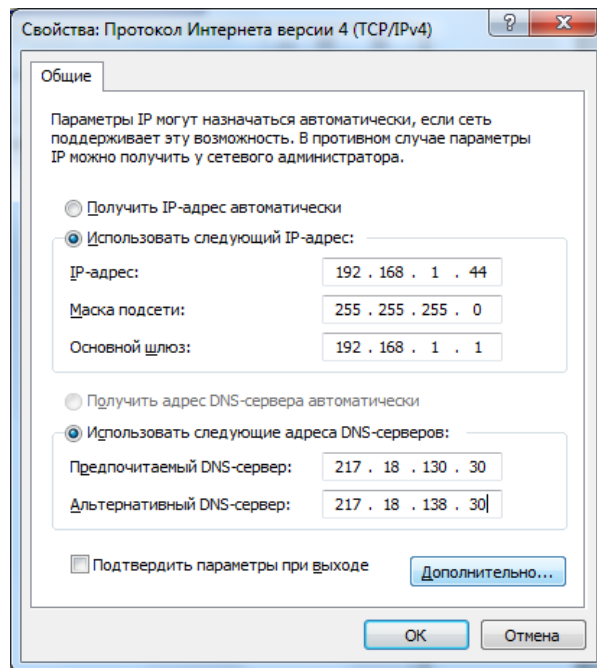 Свойства: Протокол Интернета версии 4 (TCP/IPv4)
?
Общие
Параметры IP могут назначаться автоматически, если сеть
поддерживает эту возможность. В противном случае параметры
IP можно получить у сетевого администратора.
Получить IP-адрес автоматически
Использовать следующий IP-адрес:
IP-адрес: 192 . 168 . 1 . 44
Маска подсети: 255 . 255 . 255 . 0
Основной шлюз: 192 . 168 . 1 . 1
Получить адрес DNS-сервера автоматически
Использовать следующие адреса DNS-серверов:
Предпочитаемый DNS-сервер: 217 . 18 . 130 . 30
Альтернативный DNS-сервер: 217 . 18 . 138 . 30
Подтвердить параметры при выходе
Дополнительно...
ОК Отмена